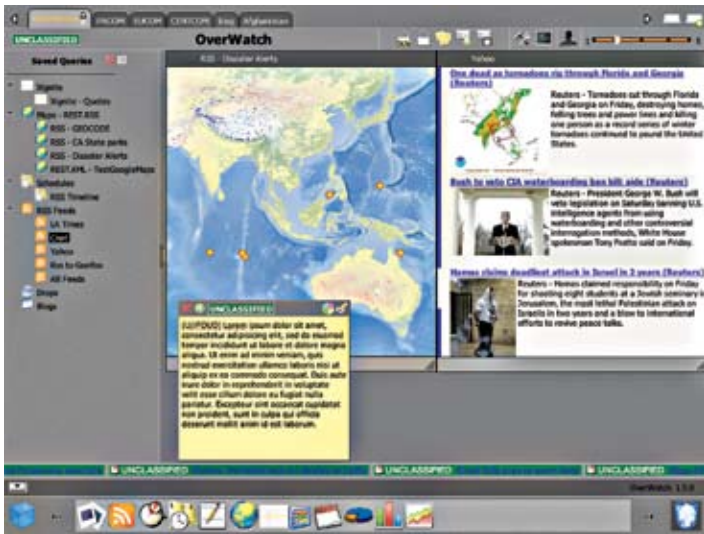 PACOM EUCOM CENTCOM Iraq Afghanistan
UNCLASSIFIED
OverWatch
Saved Queries
Xignite
Xignite - Quotes
Maps - REST.RSS
RSS - GEOCODE
RSS - CA State parks
RSS - Disaster Alerts
REST.KML - TestGoogleMaps
Schedules
RSS Timeline
RSS Feeds
LA Times
Yahoo
Rss to GeoRss
All Feeds
Blogs
RSS - Disaster Alerts
Yahoo
One dead as tornadoes rip through Florida and Georgia
(Reuters)
Reuters - Tornadoes cut through Florida
and Georgia on Friday, destroying homes,
felling trees and power lines and killing
one person as a record series of winter
tornadoes continued to pound the United
States.
Bush to veto CIA waterboarding ban bill: aide (Reuters)
Reuters - President George W. Bush will
veto legislation on Saturday banning U.S.
intelligence agents from using
waterboarding and other controversial
interrogation methods, White House
spokesman Tony Fratto said on Friday.
Hamas claims deadliest attack in Israel in 2 years (Reuters)
Reuters - Hamas claimed responsibility on Friday
for shooting eight students at a Jewish seminary in
Jerusalem, the most lethal Palestinian attack on
Israelis in two years and a blow to international
efforts to revive peace talks.
UNCLASSIFIED
(U//FOUO) Lorem ipsum dolor sit amet,
consectetur adipisicing elit, sed do eiusmod
tempor incididunt ut labore et dolore magna
aliqua. Ut enim ad minim veniam, quis
nostrud exercitation ullamco laboris nisi ut
aliquip ex ea commodo consequat. Duis aute
irure dolor in reprehenderit in voluptate
velit esse cillum dolore eu fugiat nulla
pariatur. Excepteur sint occaecat cupidatat
non proident, sunt in culpa qui officia
deserunt mollit anim id est laborum.
UNCLASSIFIED UNCLASSIFIED UNCLASSIFIED
OverWatch 1.5.0